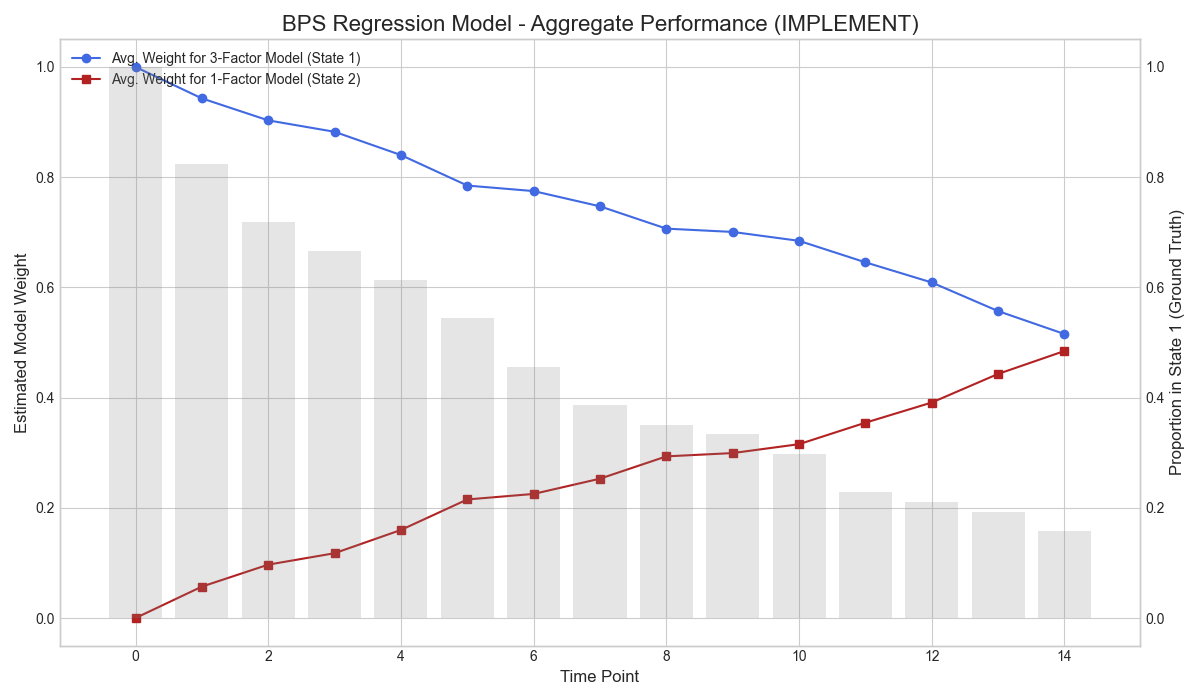 BPS Regression Model - Aggregate Performance (IMPLEMENT)
Avg. Weight for 3-Factor Model (State 1)
Avg. Weight for 1-Factor Model (State 2)
Estimated Model Weight
1.0
0.8
0.6
0.4
0.2
0.0
0 2 4 6 8 10 12 14
Time Point
1.0
0.8
0.6
0.4
0.2
0.0
Proportion in State 1 (Ground Truth)